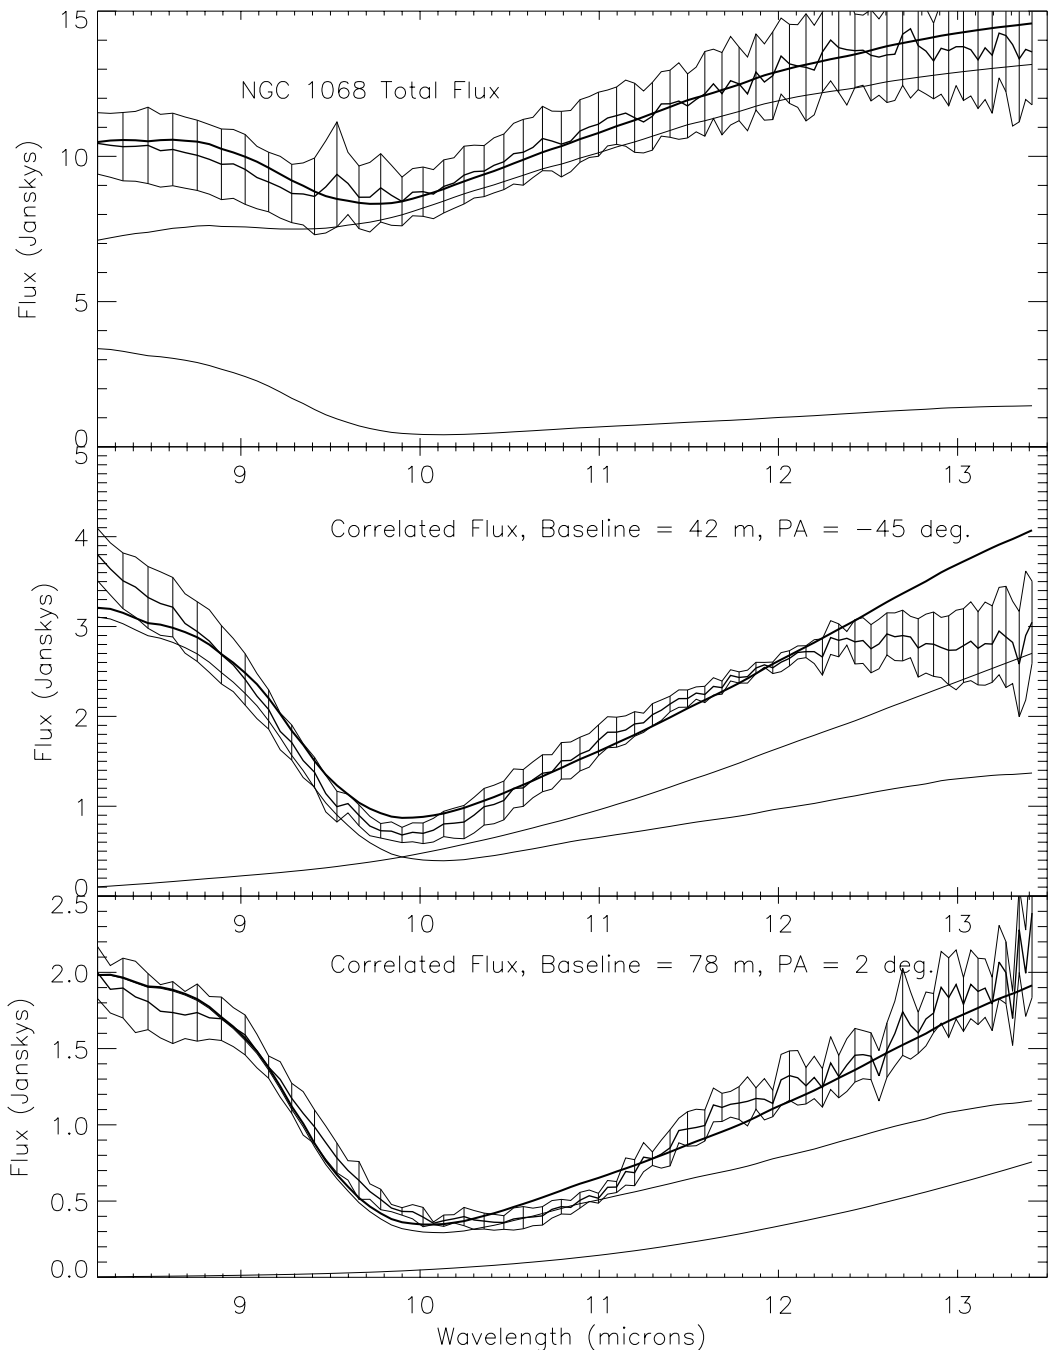 15
10
5
0
Flux (Janskys)
NGC 1068 Total Flux
9 10 11 12 13
5
4
3
2
1
0
Flux (Janskys)
Correlated Flux, Baseline = 42 m, PA = −45 deg.
9 10 11 12 13
2.5
2.0
1.5
1.0
0.5
0.0
Flux (Janskys)
Correlated Flux, Baseline = 78 m, PA = 2 deg.
9 10 11 12 13
Wavelength (microns)